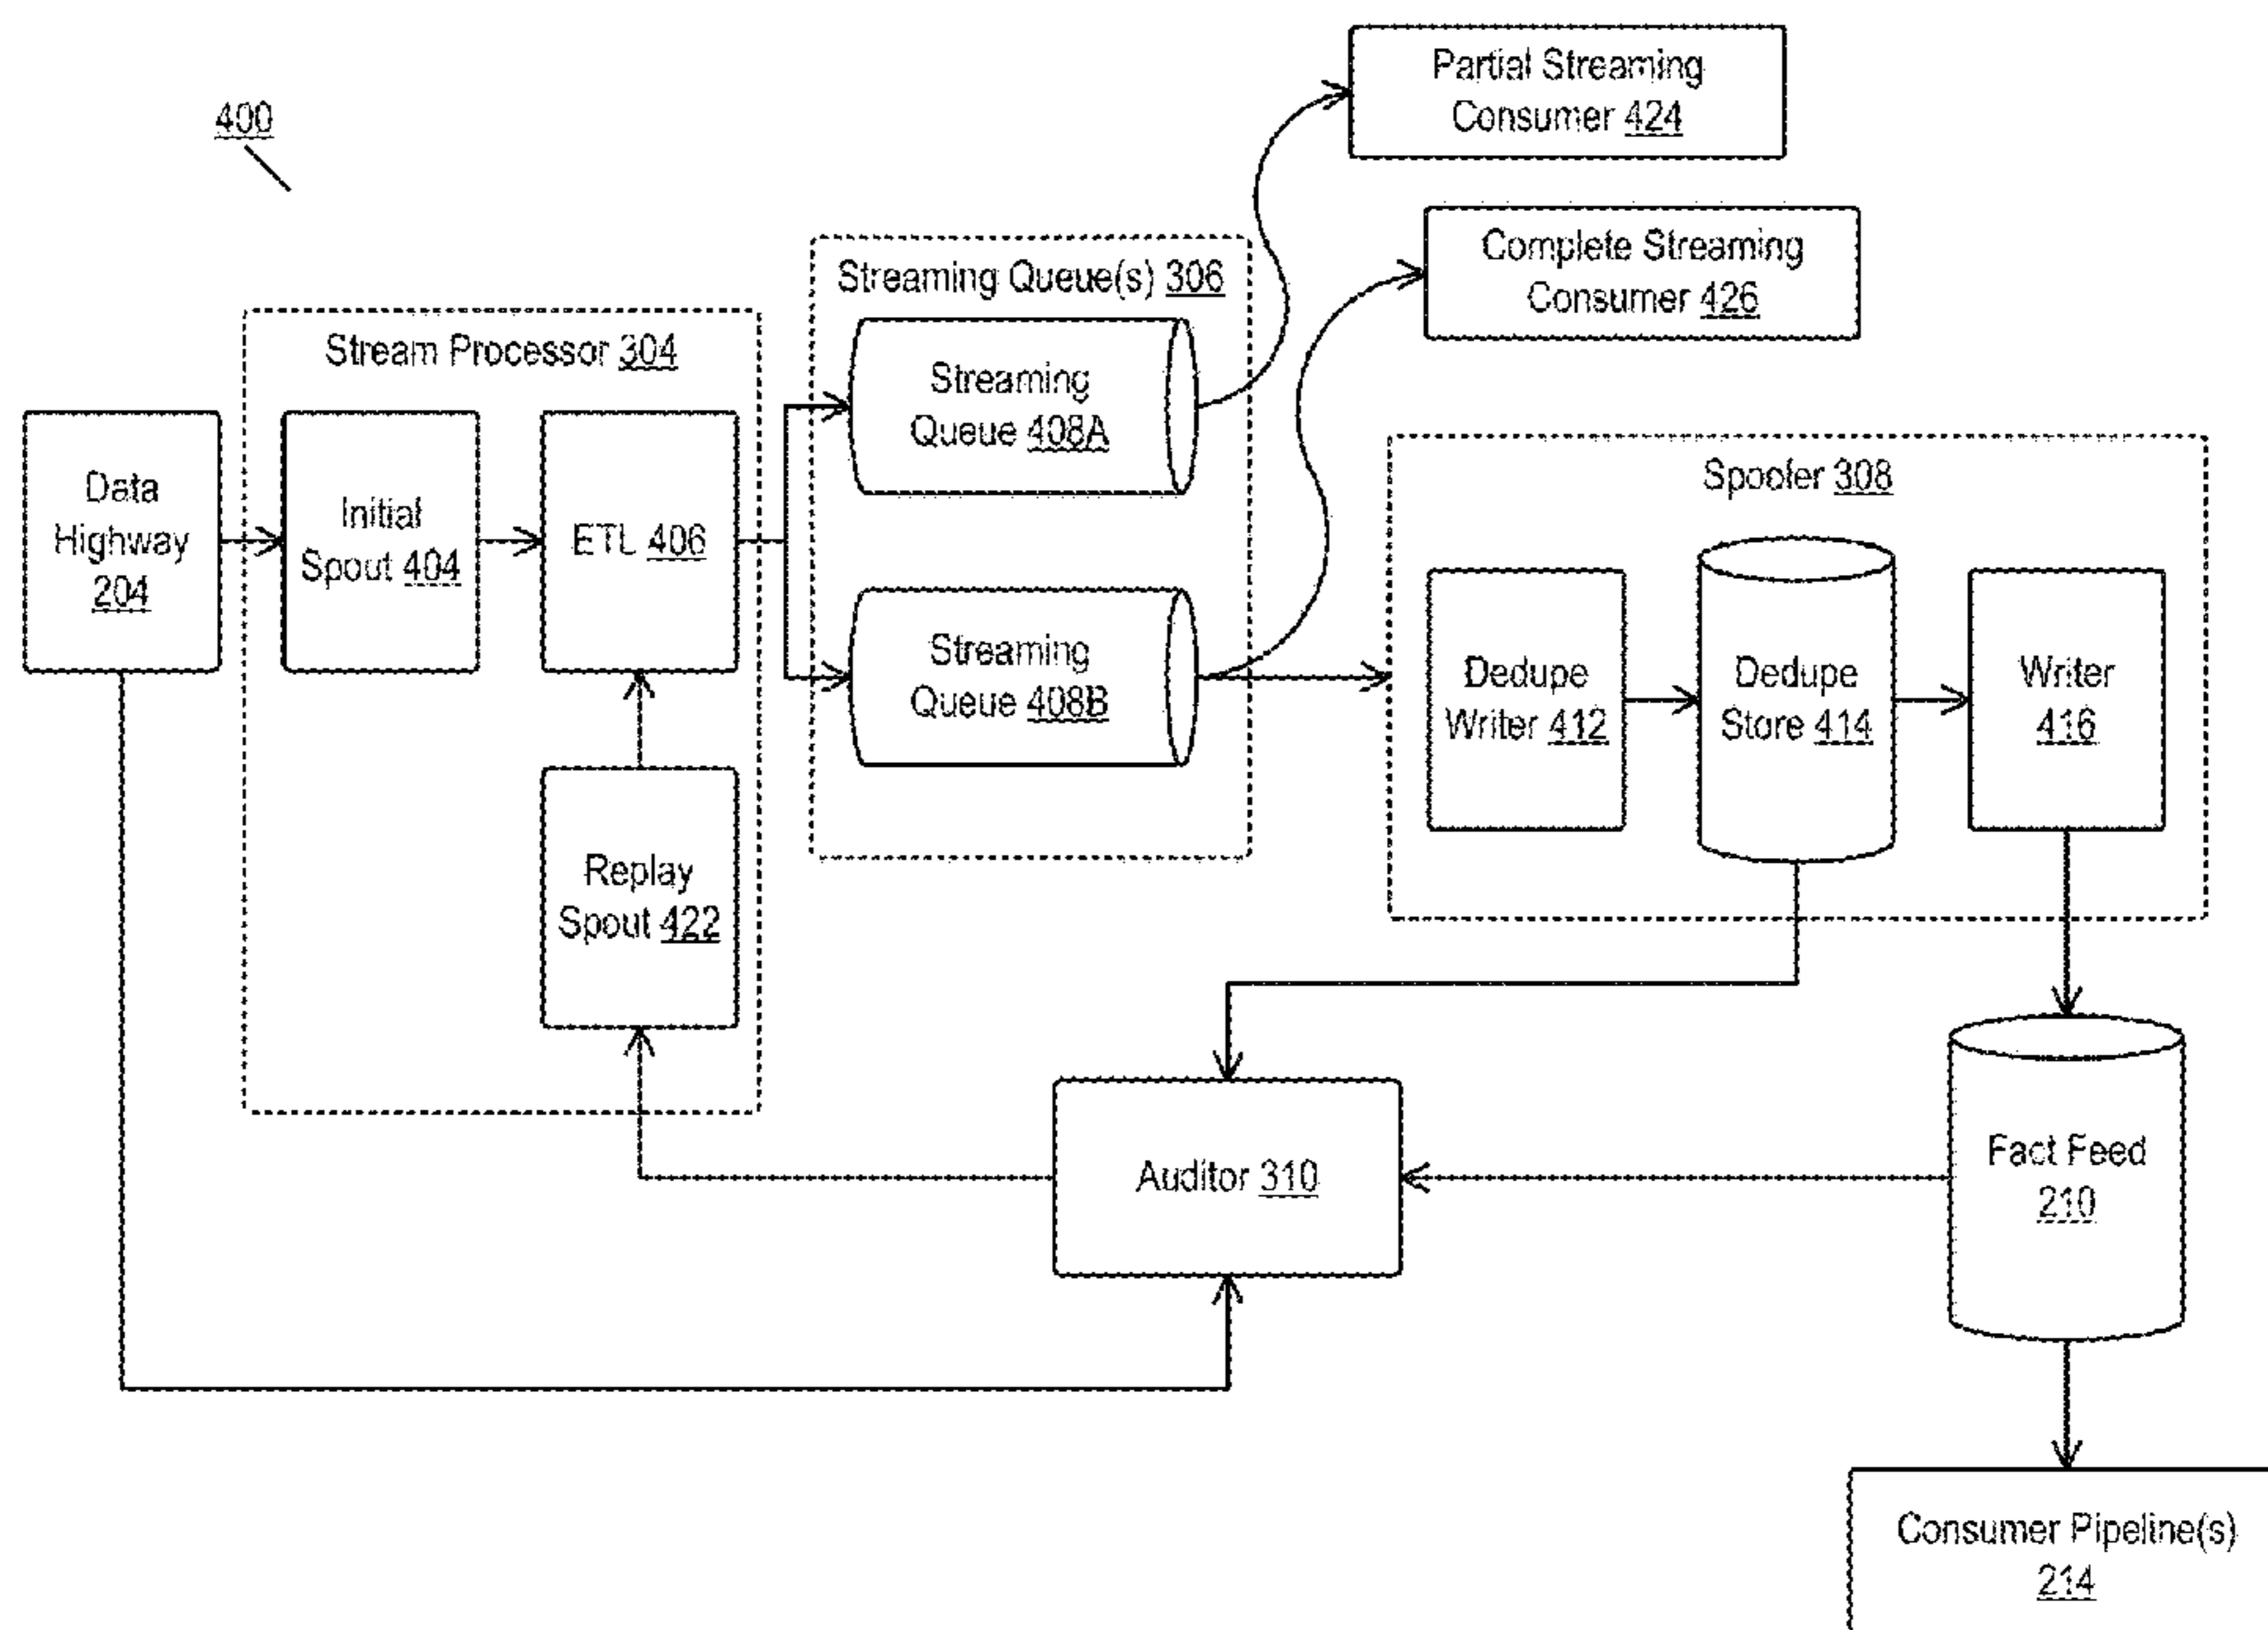 400
Partial Streaming
Consumer 424
Complete Streaming
Consumer 426
Streaming Queue(s) 306
Stream Processor 304
Streaming
Queue 408A
Data
Highway
204
Initial
Spout 404
ETL 406
Spooler 308
Streaming
Queue 408B
Dedupe
Writer 412
Dedupe
Store 414
Writer
416
Replay
Spout 422
Auditor 310
Fact Feed
210
Consumer Pipeline(s)
214